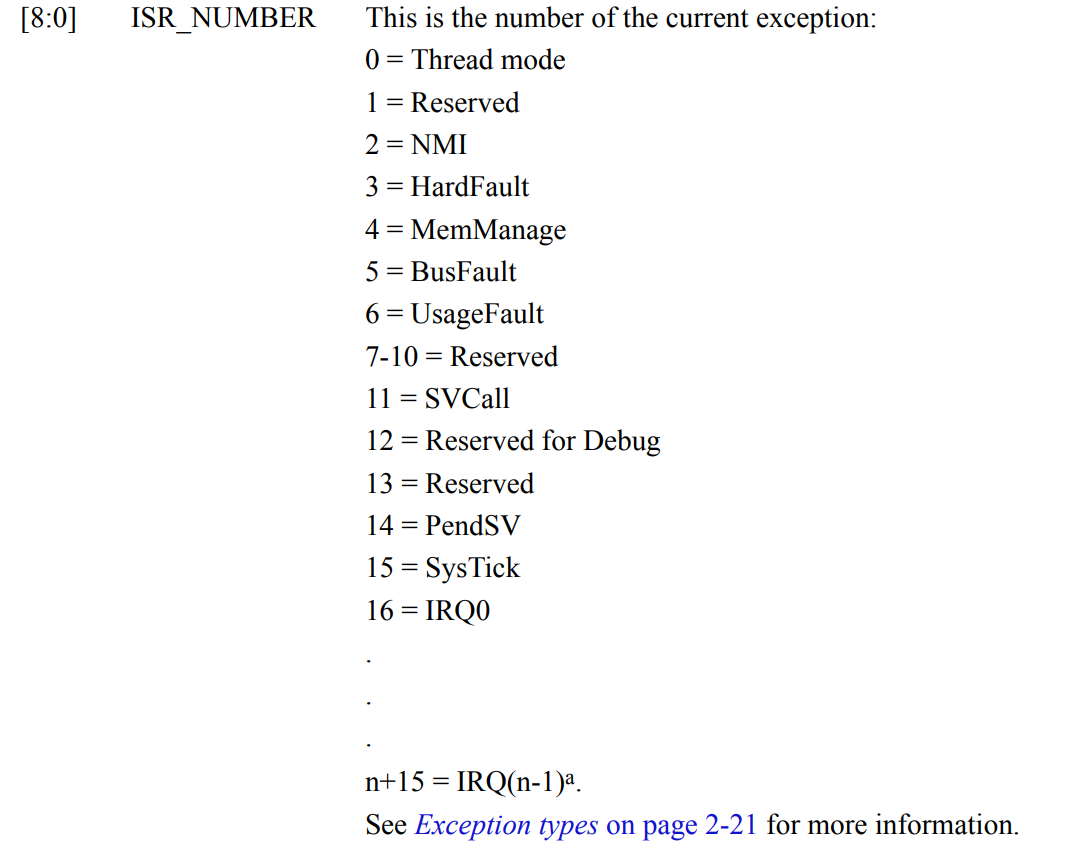 [8:0] ISR_NUMBER This is the number of the current exception:
0 = Thread mode
1 = Reserved
2 = NMI
3 = HardFault
4 = MemManage
5 = BusFault
6 = UsageFault
7-10 = Reserved
11 = SVCall
12 = Reserved for Debug
13 = Reserved
14 = PendSV
15 = SysTick
16 = IRQ0
.
.
.
n+15 = IRQ(n-1)ᵃ.
See Exception types on page 2-21 for more information.